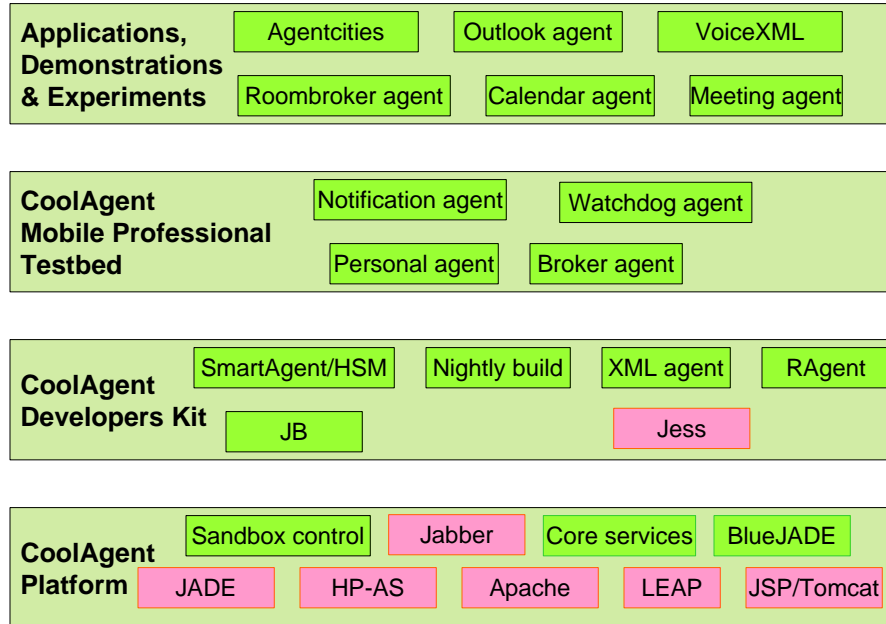 Applications,
Demonstrations
& Experiments
Agentcities
Outlook agent
VoiceXML
Roombroker agent
Calendar agent
Meeting agent
CoolAgent
Mobile Professional
Testbed
Notification agent
Watchdog agent
Personal agent
Broker agent
CoolAgent
Developers Kit
SmartAgent/HSM
Nightly build
XML agent
RAgent
JB
Jess
CoolAgent
Platform
Sandbox control
Jabber
Core services
BlueJADE
JADE
HP-AS
Apache
LEAP
JSP/Tomcat